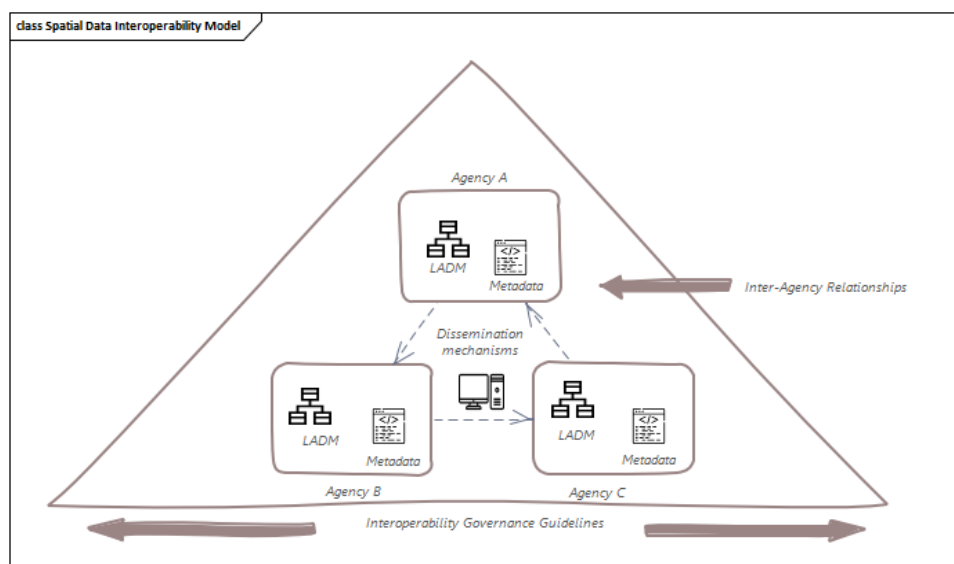 class Spatial Data Interoperability Model
Agency A
LADM
</>
Metadata
Inter-Agency Relationships
Dissemination
mechanisms
LADM
</>
Metadata
LADM
</>
Metadata
Agency B
Agency C
Interoperability Governance Guidelines